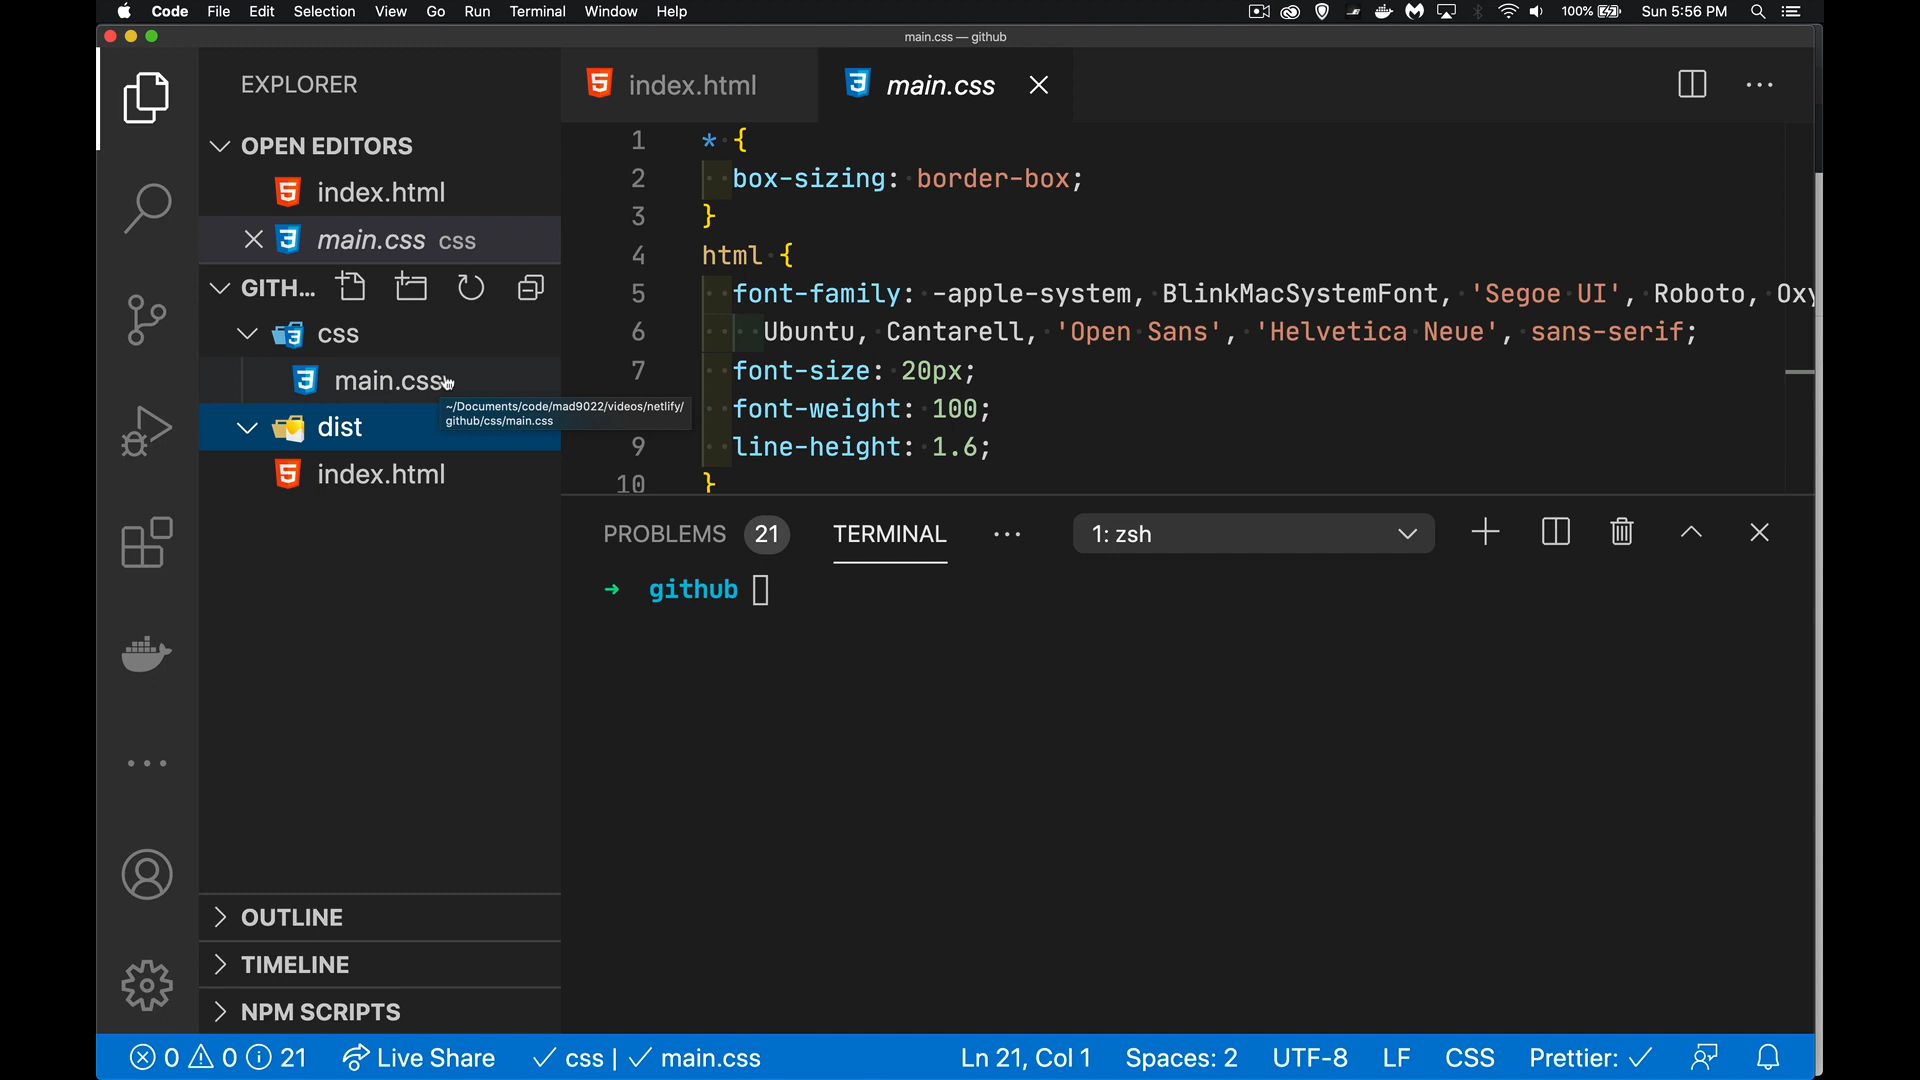 Code File Edit Selection View Go Run Terminal Window Help 100% Sun 5:56 PM
main.css — github
EXPLORER
OPEN EDITORS
index.html
main.css css
GITH...
css
main.css
~/Documents/code/mad9022/videos/netlify/
github/css/main.css
dist
index.html
OUTLINE
TIMELINE
NPM SCRIPTS
index.html main.css
1 * {
2 box-sizing: border-box;
3 }
4 html {
5 font-family: -apple-system, BlinkMacSystemFont, 'Segoe UI', Roboto, Oxy
6 Ubuntu, Cantarell, 'Open Sans', 'Helvetica Neue', sans-serif;
7 font-size: 20px;
font-weight: 100;
9 line-height: 1.6;
10 }
PROBLEMS 21 TERMINAL ... 1: zsh
➜ github
0 0 21 Live Share ✓ css | ✓ main.css Ln 21, Col 1 Spaces: 2 UTF-8 LF CSS Prettier: ✓